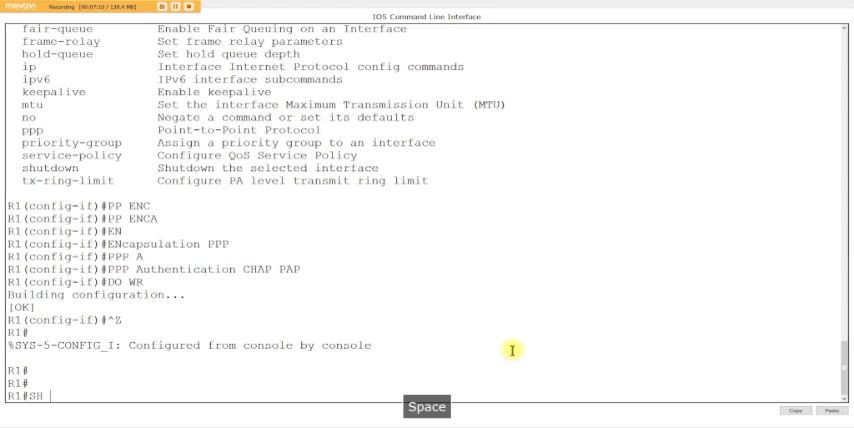 movavi Recording [00:07:10 / 139.4 MB]
IOS Command Line Interface
fair-queue Enable Fair Queuing on an Interface
frame-relay Set frame relay parameters
hold-queue Set hold queue depth
ip Interface Internet Protocol config commands
ipv6 IPv6 interface subcommands
keepalive Enable keepalive
mtu Set the interface Maximum Transmission Unit (MTU)
no Negate a command or set its defaults
ppp Point-to-Point Protocol
priority-group Assign a priority group to an interface
service-policy Configure QoS Service Policy
shutdown Shutdown the selected interface
tx-ring-limit Configure PA level transmit ring limit
R1(config-if)#PP ENC
R1(config-if)#PP ENCA
R1(config-if)#EN
R1(config-if)#ENcapsulation PPP
R1(config-if)#PPP A
R1(config-if)#PPP Authentication CHAP PAP
R1(config-if)#DO WR
Building configuration...
[OK]
R1(config-if)#^Z
R1#
%SYS-5-CONFIG_I: Configured from console by console
R1#
R1#
R1#SH
Space
Copy Paste